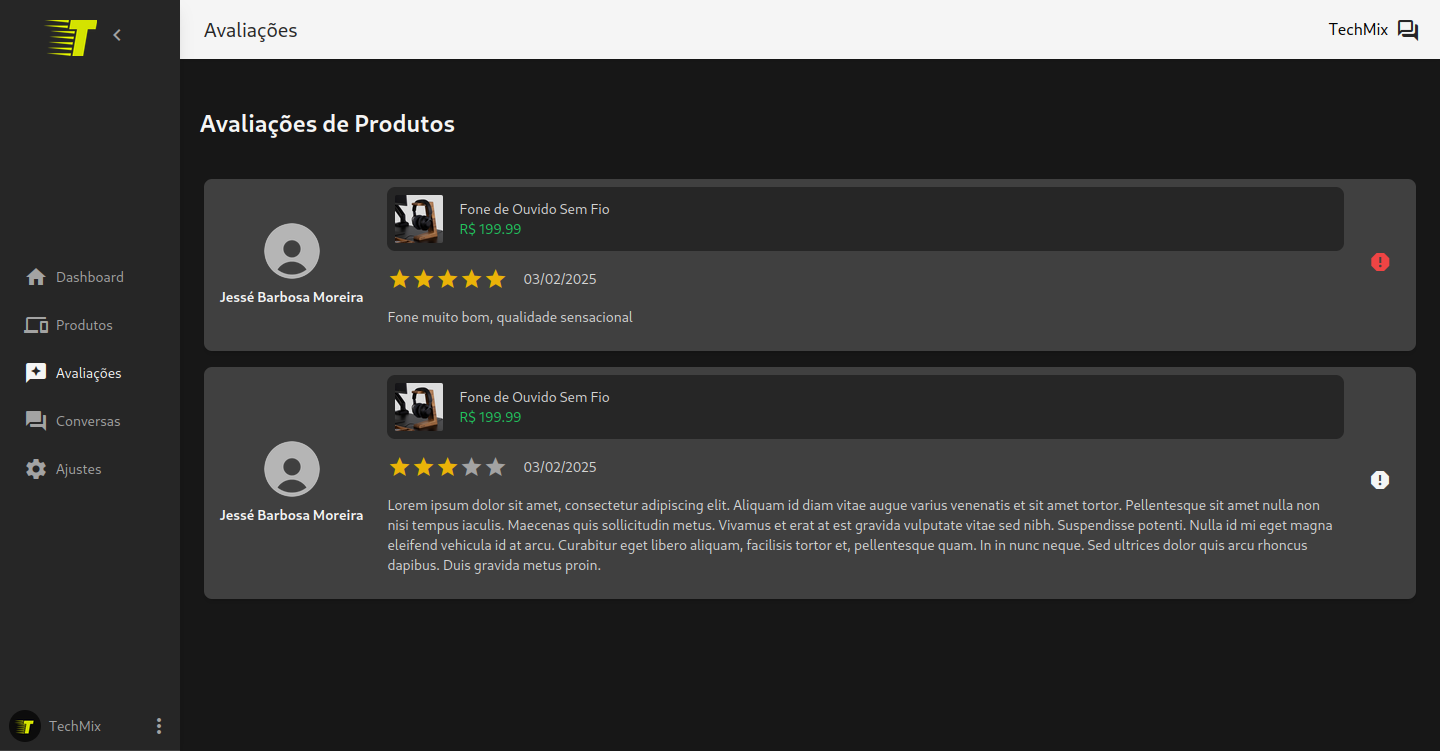 T
Avaliações
TechMix
Avaliações de Produtos
Dashboard
Produtos
Avaliações
Conversas
Ajustes
TechMix
Fone de Ouvido Sem Fio
R$ 199.99
03/02/2025
Jessé Barbosa Moreira
Fone muito bom, qualidade sensacional
Fone de Ouvido Sem Fio
R$ 199.99
03/02/2025
Jessé Barbosa Moreira
Lorem ipsum dolor sit amet, consectetur adipiscing elit. Aliquam id diam vitae augue varius venenatis et sit amet tortor. Pellentesque sit amet nulla non
nisi tempus iaculis. Maecenas quis sollicitudin metus. Vivamus et erat at est gravida vulputate vitae sed nibh. Suspendisse potenti. Nulla id mi eget magna
eleifend vehicula id at arcu. Curabitur eget libero aliquam, facilisis tortor et, pellentesque quam. In in nunc neque. Sed ultrices dolor quis arcu rhoncus
dapibus. Duis gravida metus proin.